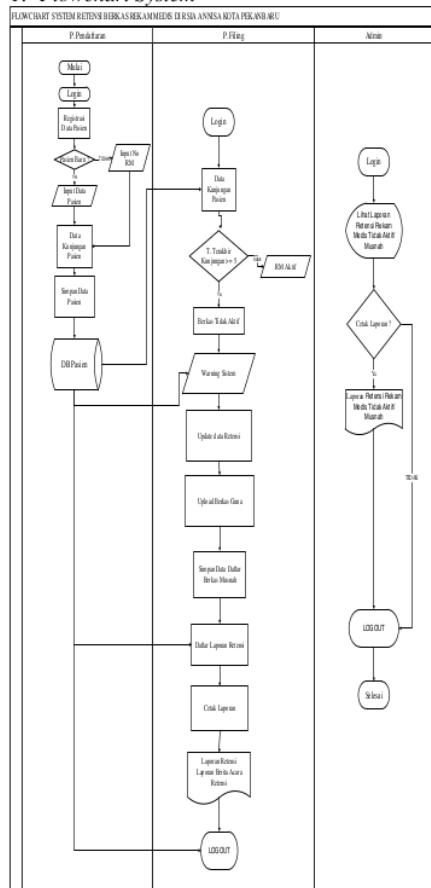 Flowchart System
FLOWCHART SYSTEM RETENSI BERKAS REKAM MEDIS DI RSIA ANNISA KOTA PEKANBARU
P. Pendaftaran
P. Filing
Admin
Mulai
Login
Registrasi
Data Pasien
Pasien Baru?
Tidak
Input No
RM
Ya
Input Data
Pasien
Data
Kunjungan
Pasien
Simpan Data
Pasien
DB Pasien
Login
Data
Kunjungan
Pasien
T. Terakhir
Kunjungan >= 5
Tidak
RM Aktif
Ya
Berkas Tidak Aktif
Warning Sistem
Update data Retensi
Upload Berkas Guna
Simpan Data Daftar
Berkas Musnah
Daftar Laporan Retensi
Cetak Laporan
Laporan Retensi
Laporan Berita Acara
Retensi
LOGOUT
Login
Lihat Laporan
Retensi Rekam
Medis Tidak Aktif
Musnah
Cetak Laporan?
Ya
Laporan Retensi Rekam
Medis Tidak Aktif
Musnah
TIDAK
LOGOUT
Selesai